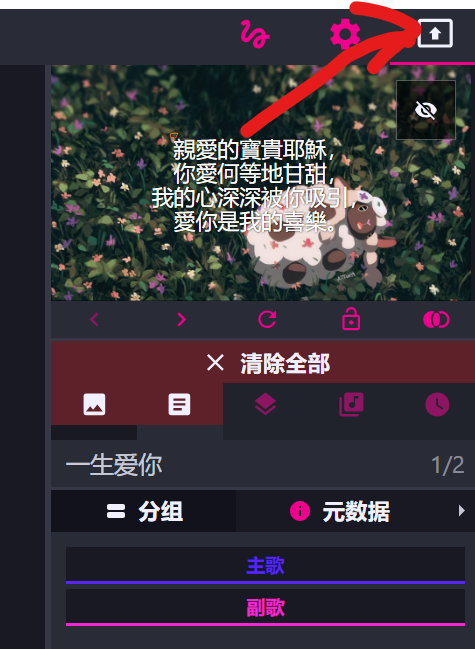 親愛的寶貴耶穌，
你愛何等地甘甜，
我的心深深被你吸引，
愛你是我的喜樂。
清除全部
一生爱你 1/2
分组 元数据
主歌
副歌